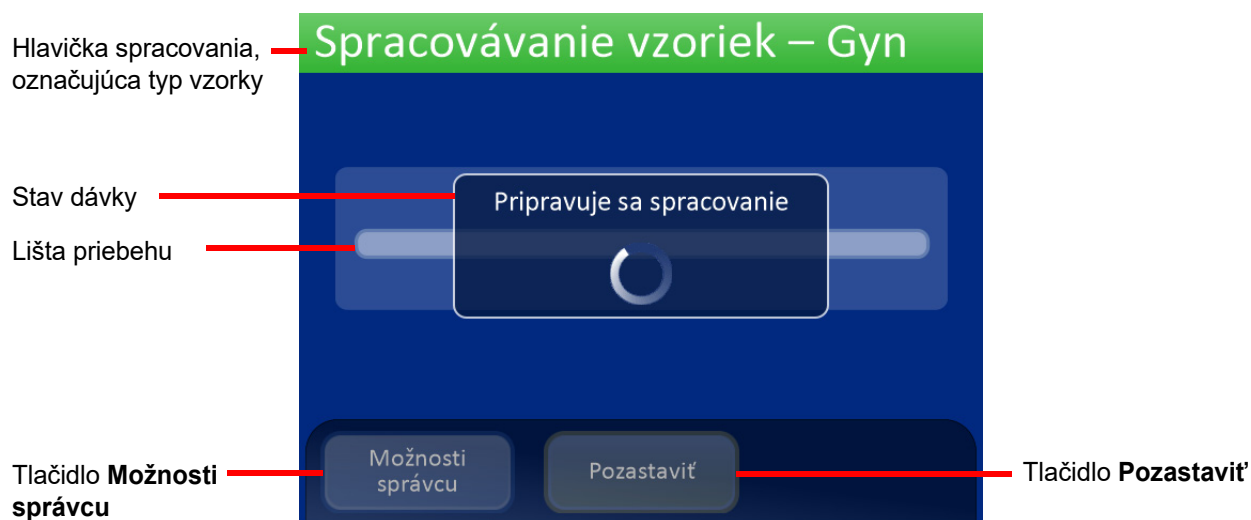 Hlavička spracovania,
označujúca typ vzorky
Spracovávanie vzoriek – Gyn
Stav dávky
Pripravuje sa spracovanie
Lišta priebehu
Možnosti
správcu
Pozastaviť
Tlačidlo Možnosti
správcu
Tlačidlo Pozastaviť